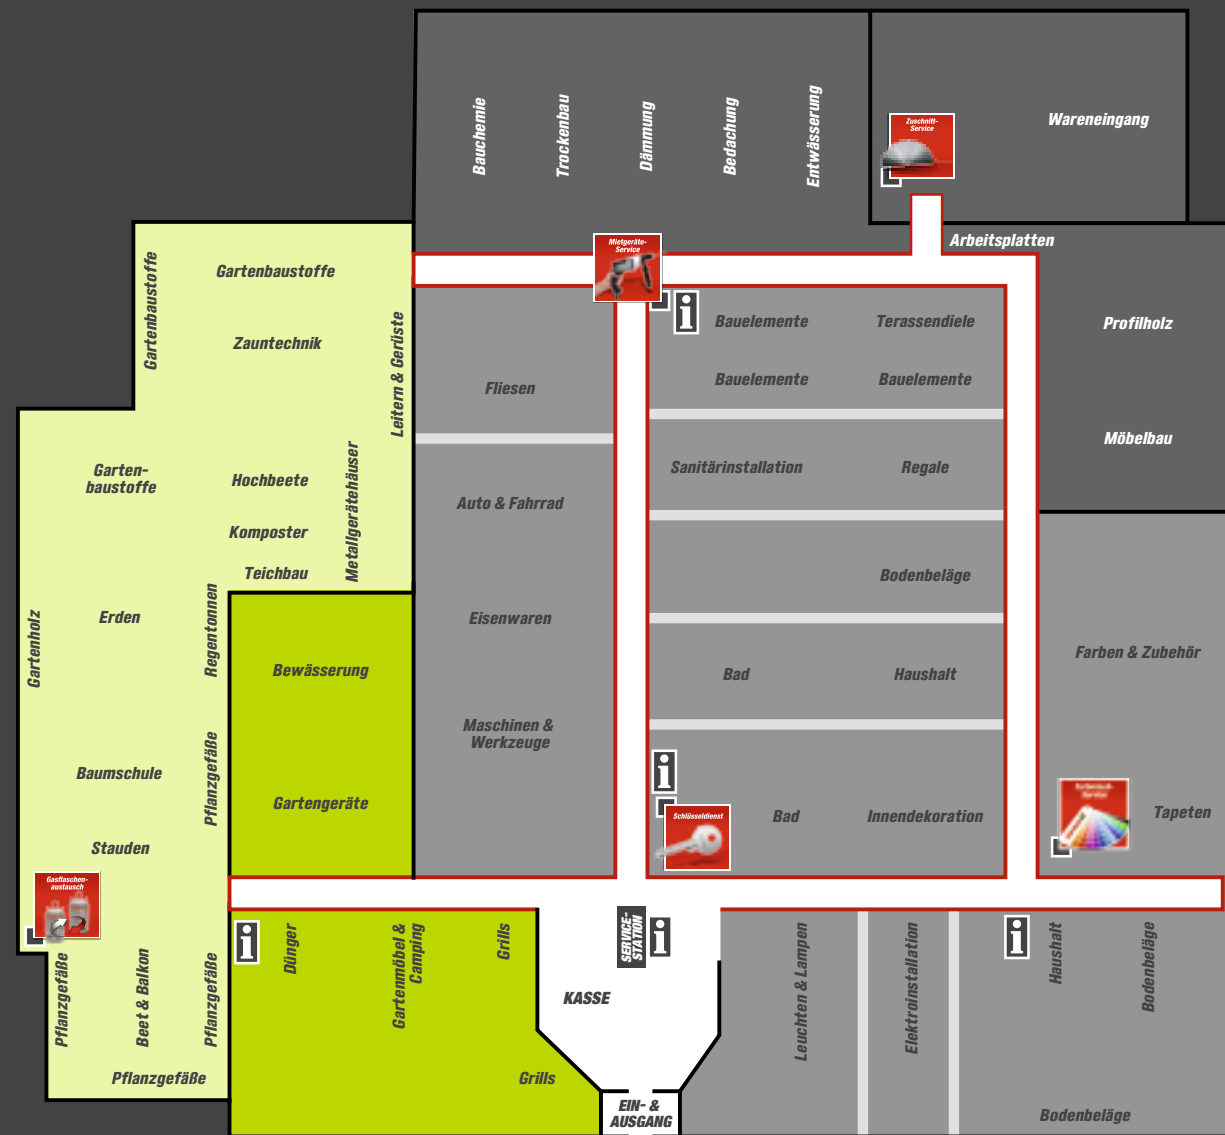 Bauchemie
Trockenbau
Dämmung
Bedachung
Entwässerung
Zuschnitt-
Service
Wareneingang
Arbeitsplatten
Mietgeräte-
Service
Gartenbaustoffe
Gartenbaustoffe
Zauntechnik
Leitern & Gerüste
Bauelemente
Terassendiele
Profilholz
Fliesen
Bauelemente
Bauelemente
Möbelbau
Garten-
baustoffe
Hochbeete
Metallgerätehäuser
Auto & Fahrrad
Sanitärinstallation
Regale
Komposter
Teichbau
Bodenbeläge
Gartenholz
Erden
Regentonnen
Eisenwaren
Bewässerung
Bad
Haushalt
Farben & Zubehör
Maschinen &
Werkzeuge
Baumschule
Pflanzgefäße
Gartengeräte
Schlüsseldienst
Bad
Innendekoration
Tapeten
Stauden
Gasflaschen-
austausch
Pflanzgefäße
Beet & Balkon
Pflanzgefäße
Pflanzgefäße
Dünger
Gartenmöbel &
Camping
Grills
Grills
SERVICE-
STATION
KASSE
EIN- &
AUSGANG
Leuchten & Lampen
Elektroinstallation
Haushalt
Bodenbeläge
Bodenbeläge